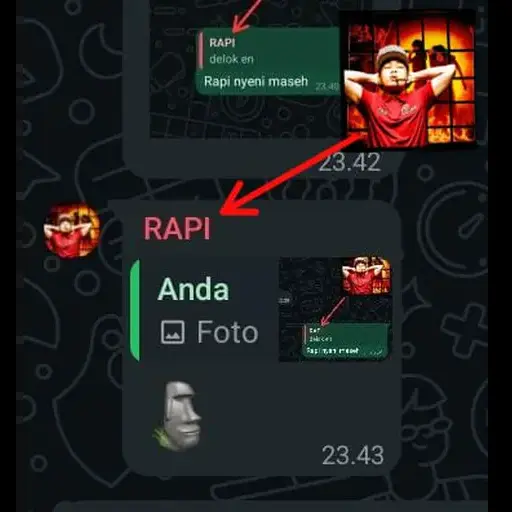 RAPI
delok en
Rapi nyeni maseh 23.40
23.42
RAPI
Anda
Foto
RAPI
delok en
Rapi nyeni maseh
23.43